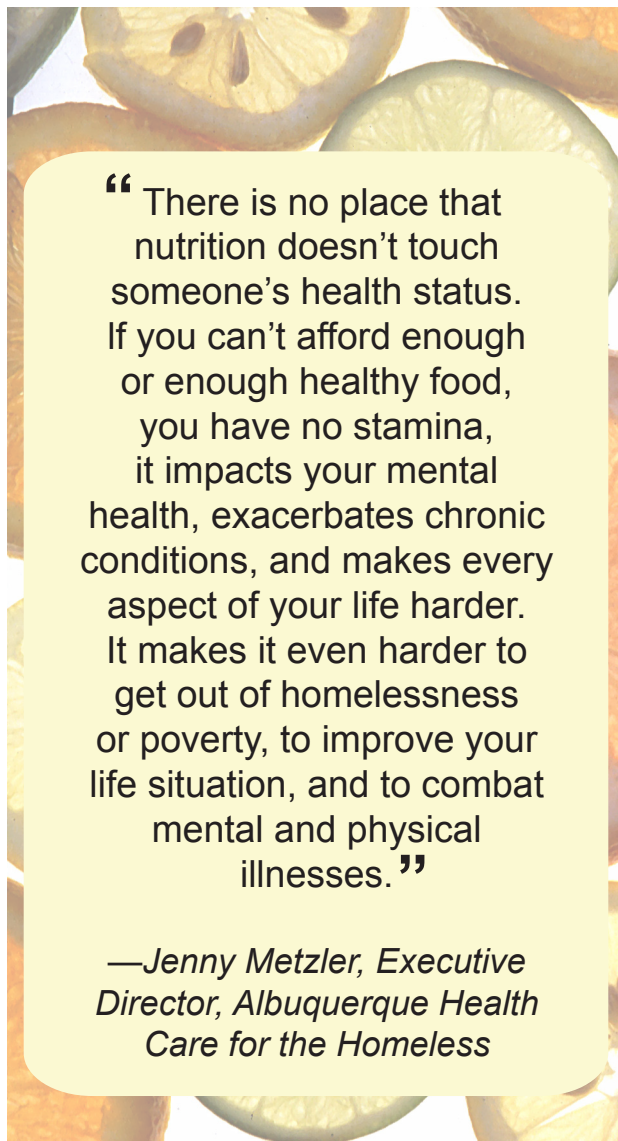 “ There is no place that
nutrition doesn’t touch
someone’s health status.
If you can’t afford enough
or enough healthy food,
you have no stamina,
it impacts your mental
health, exacerbates chronic
conditions, and makes every
aspect of your life harder.
It makes it even harder to
get out of homelessness
or poverty, to improve your
life situation, and to combat
mental and physical
illnesses.”
—Jenny Metzler, Executive
Director, Albuquerque Health
Care for the Homeless